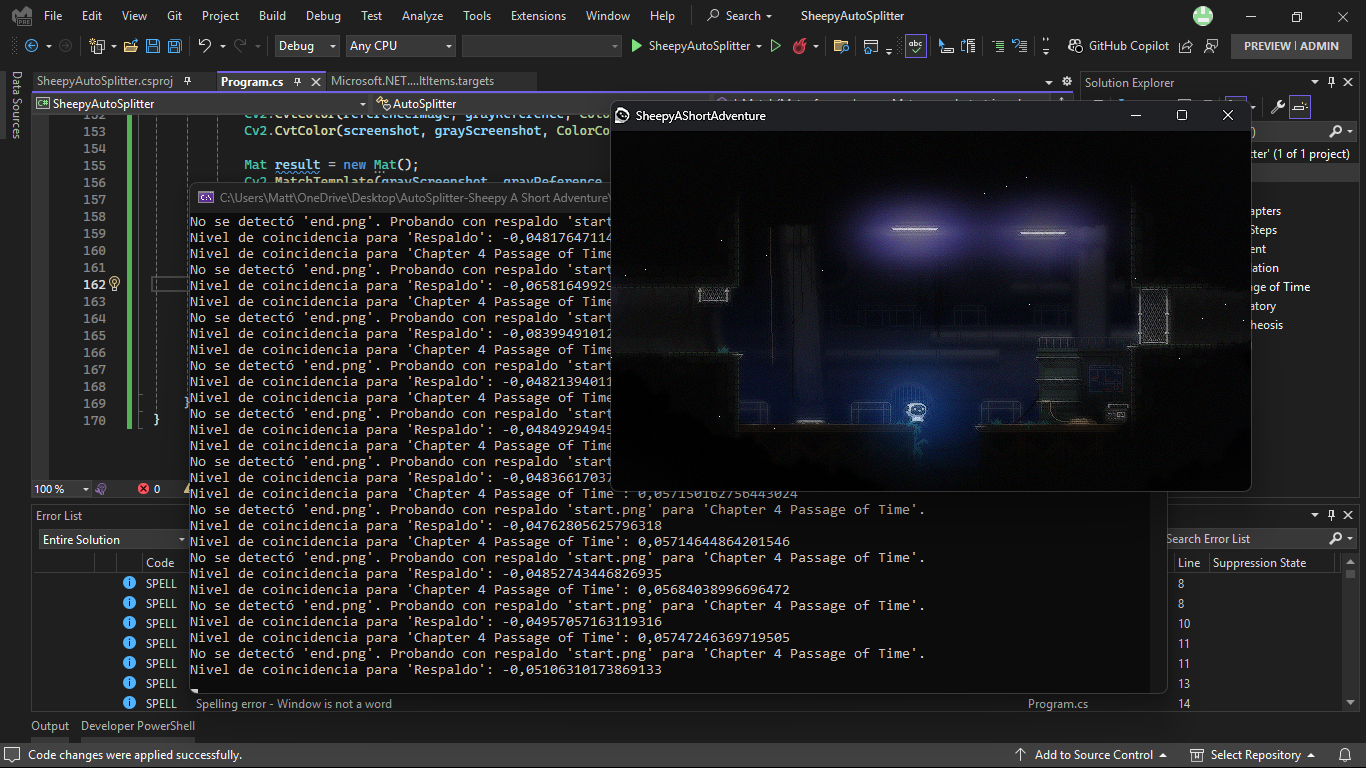 File Edit View Git Project Build Debug Test Analyze Tools Extensions Window Help Search SheepyAutoSplitter
Debug Any CPU SheepyAutoSplitter GitHub Copilot PREVIEW | ADMIN
Data Sources
SheepyAutoSplitter.csproj Program.cs Microsoft.NET....ltItems.targets
SheepyAutoSplitter AutoSplitter
Solution Explorer
SheepyAShortAdventure
152
153 Cv2.CvtColor(screenshot, grayScreenshot, ColorCo
154
155 Mat result = new Mat();
156 Cv2.MatchTemplate(grayScreenshot, grayReference,
157
158
159
160
161
162
163
164
165
166
167
168
169 }
170 }
tter' (1 of 1 project)
apters
Steps
ent
ation
ge of Time
atory
heosis
C:\Users\Matt\OneDrive\Desktop\AutoSplitter-Sheepy A Short Adventure\
No se detectó 'end.png'. Probando con respaldo 'start
Nivel de coincidencia para 'Respaldo': -0,04817647114
Nivel de coincidencia para 'Chapter 4 Passage of Time
No se detectó 'end.png'. Probando con respaldo 'start
Nivel de coincidencia para 'Respaldo': -0,06581649929
Nivel de coincidencia para 'Chapter 4 Passage of Time
No se detectó 'end.png'. Probando con respaldo 'start
Nivel de coincidencia para 'Respaldo': -0,08399491012
Nivel de coincidencia para 'Chapter 4 Passage of Time
No se detectó 'end.png'. Probando con respaldo 'start
Nivel de coincidencia para 'Respaldo': -0,04821394011
Nivel de coincidencia para 'Chapter 4 Passage of Time
No se detectó 'end.png'. Probando con respaldo 'start
Nivel de coincidencia para 'Respaldo': -0,04849294945
Nivel de coincidencia para 'Chapter 4 Passage of Time
No se detectó 'end.png'. Probando con respaldo 'start
Nivel de coincidencia para 'Respaldo': -0,04836617037
Nivel de coincidencia para 'Chapter 4 Passage of Time': 0,057150162756443024
No se detectó 'end.png'. Probando con respaldo 'start.png' para 'Chapter 4 Passage of Time'.
Nivel de coincidencia para 'Respaldo': -0,04762805625796318
Nivel de coincidencia para 'Chapter 4 Passage of Time': 0,05714644864201546
No se detectó 'end.png'. Probando con respaldo 'start.png' para 'Chapter 4 Passage of Time'.
Nivel de coincidencia para 'Respaldo': -0,04852743446826935
Nivel de coincidencia para 'Chapter 4 Passage of Time': 0,05684038996696472
No se detectó 'end.png'. Probando con respaldo 'start.png' para 'Chapter 4 Passage of Time'.
Nivel de coincidencia para 'Respaldo': -0,04957057163119316
Nivel de coincidencia para 'Chapter 4 Passage of Time': 0,05747246369719505
No se detectó 'end.png'. Probando con respaldo 'start.png' para 'Chapter 4 Passage of Time'.
Nivel de coincidencia para 'Respaldo': -0,05106310173869133
100 % 0
Error List
Entire Solution Search Error List
Code Line Suppression State
SPELL 8
SPELL 8
SPELL 10
SPELL 11
SPELL 11
SPELL 13
SPELL Spelling error - Window is not a word Program.cs 14
Output Developer PowerShell
Code changes were applied successfully. Add to Source Control Select Repository